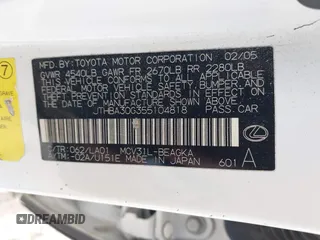 7
MFD. BY: TOYOTA MOTOR CORPORATION 02/05
GVWR 4540LB GAWR FR 2670LB RR 2280LB
THIS VEHICLE CONFORMS TO ALL APPLICABLE
FEDERAL MOTOR VEHICLE SAFETY, BUMPER, AND
THEFT PREVENTION STANDARDS IN EFFECT ON
THE DATE OF MANUFACTURE SHOWN ABOVE.
JTHBA30G355104818 PASS.CAR
C/TR: 062/LA01 MCV31L-BEAGKA
A/TM: -02A/U151E MADE IN JAPAN 601 A